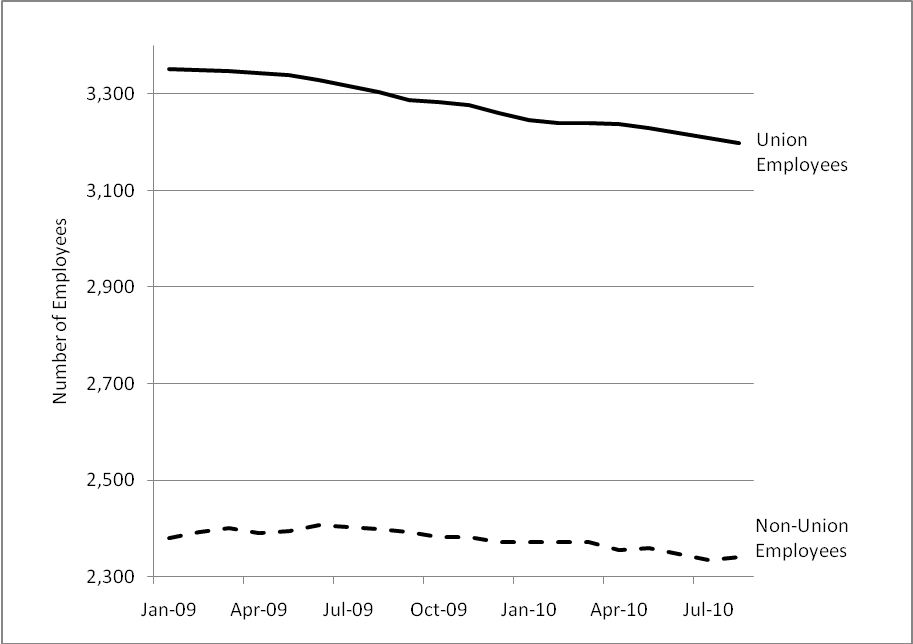 3,300
3,100
2,900
2,700
2,500
2,300
Number of Employees
Union
Employees
Non-Union
Employees
Jan-09 Apr-09 Jul-09 Oct-09 Jan-10 Apr-10 Jul-10